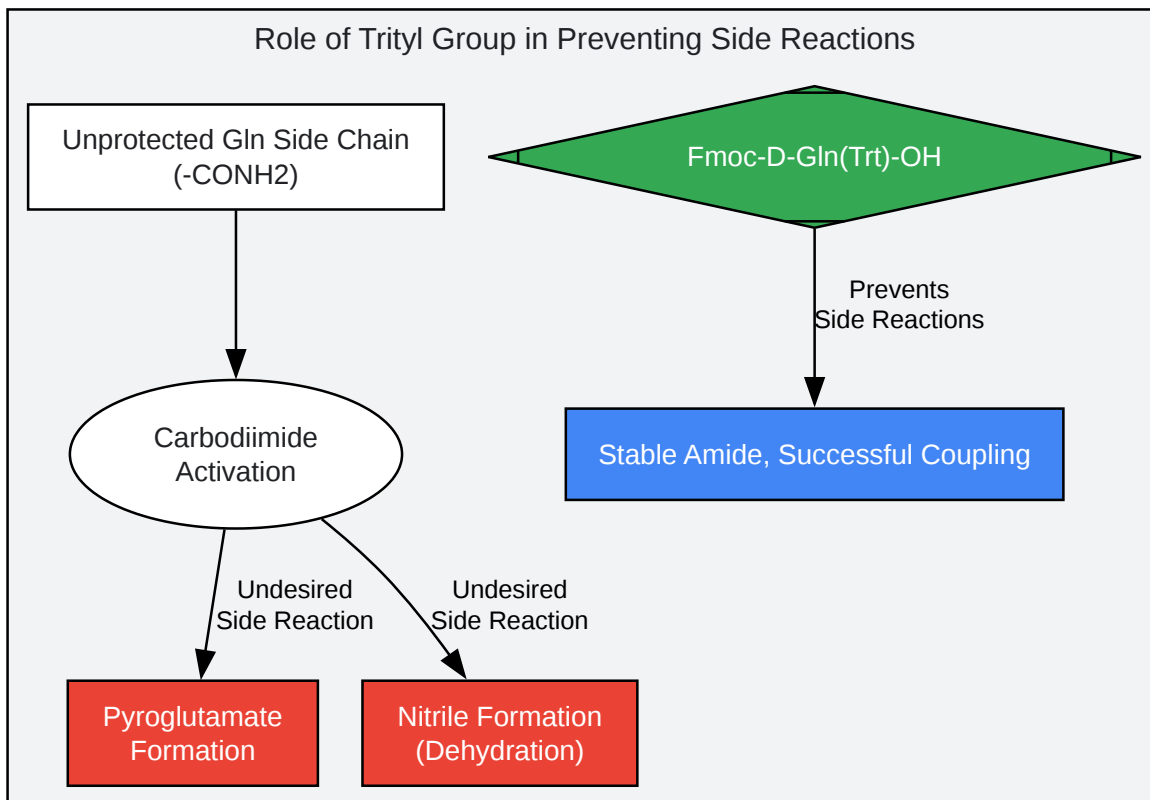 Role of Trityl Group in Preventing Side Reactions
Unprotected Gln Side Chain
(-CONH2)
Fmoc-D-Gln(Trt)-OH
Prevents
Side Reactions
Carbodiimide
Activation
Stable Amide, Successful Coupling
Undesired
Side Reaction
Undesired
Side Reaction
Pyroglutamate
Formation
Nitrile Formation
(Dehydration)